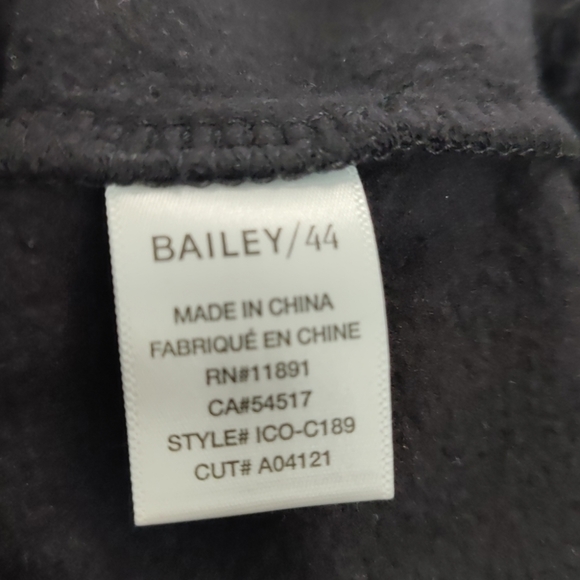 BAILEY/44
MADE IN CHINA
FABRIQUÉ EN CHINE
RN#11891
CA#54517
STYLE# ICO-C189
CUT# A04121